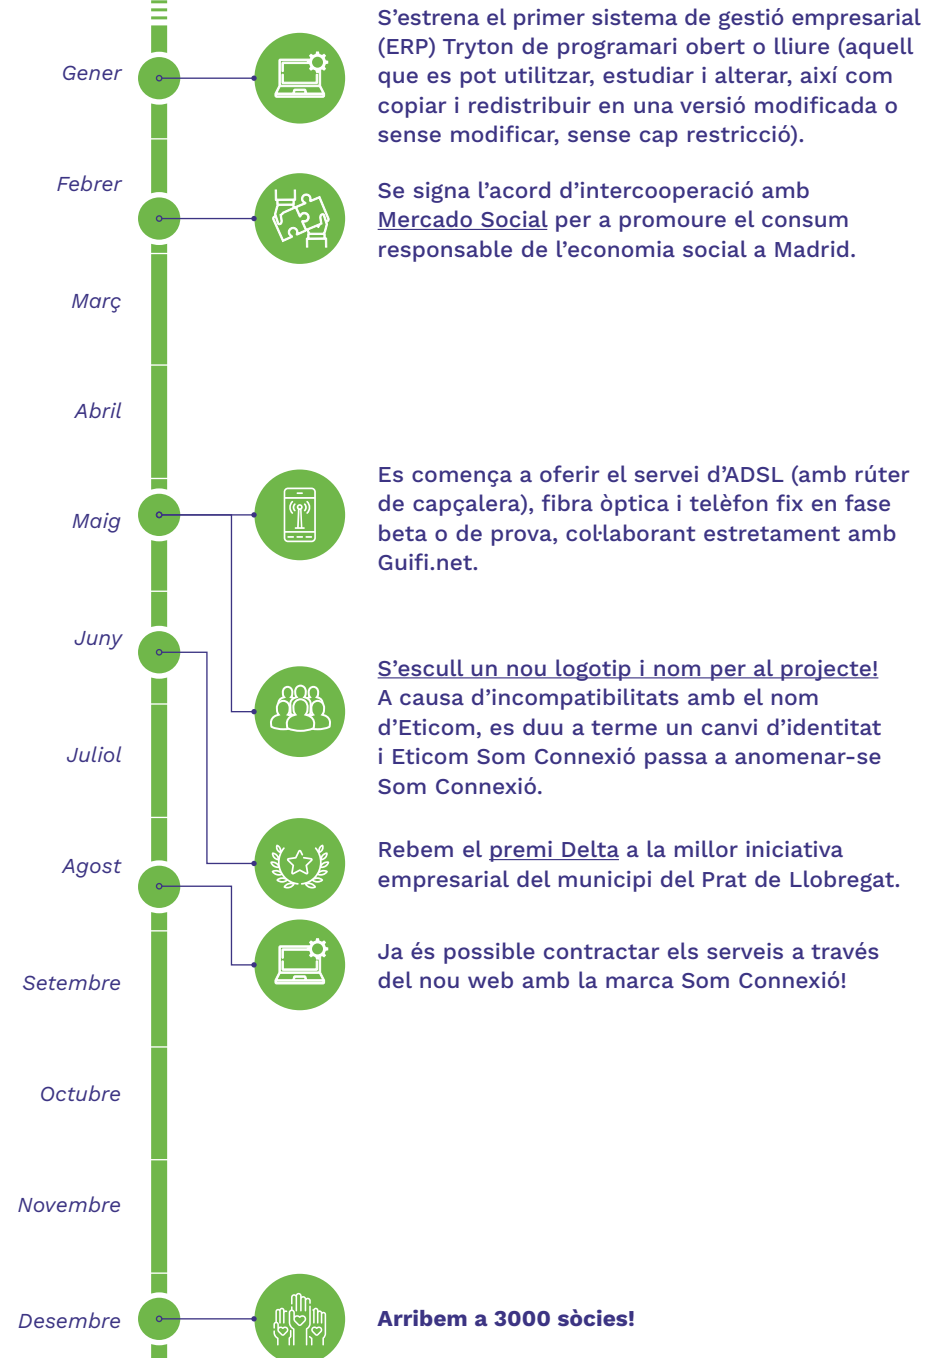 Gener
S’estrena el primer sistema de gestió empresarial
(ERP) Tryton de programari obert o lliure (aquell
que es pot utilitzar, estudiar i alterar, així com
copiar i redistribuir en una versió modificada o
sense modificar, sense cap restricció).
Febrer
Se signa l’acord d’intercooperació amb
Mercado Social per a promoure el consum
responsable de l’economia social a Madrid.
Març
Abril
Maig
Es comença a oferir el servei d’ADSL (amb rúter
de capçalera), fibra òptica i telèfon fix en fase
beta o de prova, col·laborant estretament amb
Guifi.net.
Juny
S’escull un nou logotip i nom per al projecte!
A causa d’incompatibilitats amb el nom
d’Eticom, es duu a terme un canvi d’identitat
i Eticom Som Connexió passa a anomenar-se
Som Connexió.
Juliol
Agost
Rebem el premi Delta a la millor iniciativa
empresarial del municipi del Prat de Llobregat.
Setembre
Ja és possible contractar els serveis a través
del nou web amb la marca Som Connexió!
Octubre
Novembre
Desembre
Arribem a 3000 sòcies!